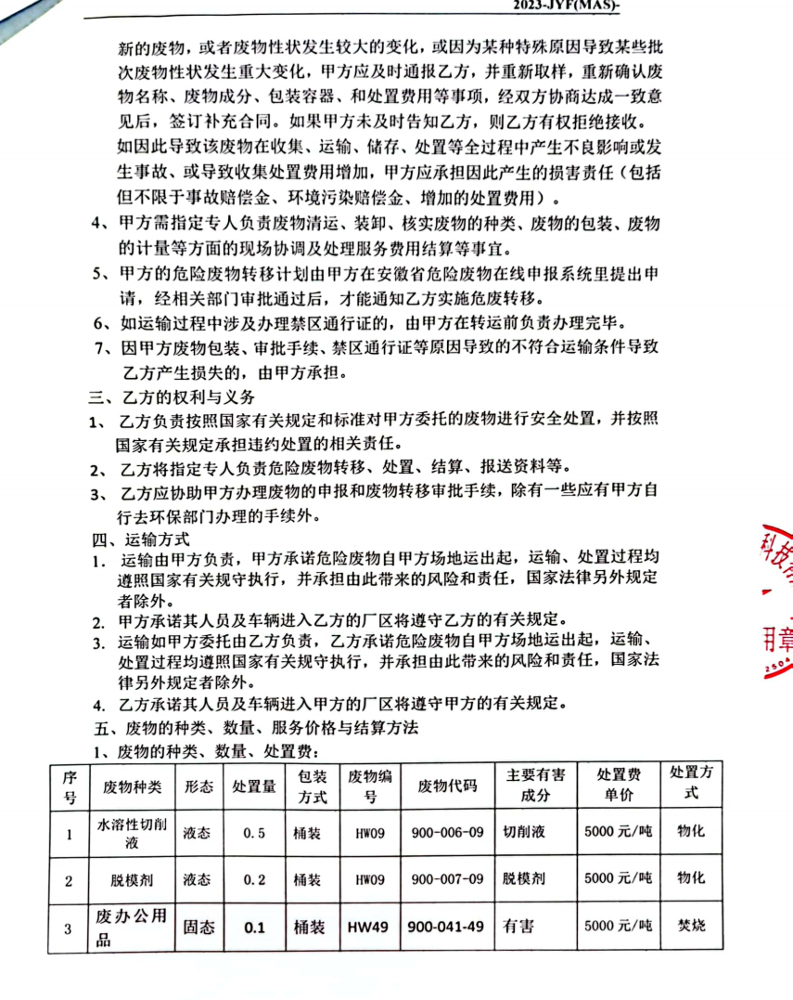 2023-JYF(MAS)-
新的废物，或者废物性状发生较大的变化，或因为某种特殊原因导致某些批
次废物性状发生重大变化，甲方应及时通报乙方，并重新取样，重新确认废
物名称、废物成分、包装容器、和处置费用等事项，经双方协商达成一致意
见后，签订补充合同。如果甲方未及时告知乙方，则乙方有权拒绝接收。
如因此导致该废物在收集、运输、储存、处置等全过程中产生不良影响或发
生事故、或导致收集处置费用增加，甲方应承担因此产生的损害责任（包括
但不限于事故赔偿金、环境污染赔偿金、增加的处置费用）。
4、甲方需指定专人负责废物清运、装卸、核实废物的种类、废物的包装、废物
的计量等方面的现场协调及处理服务费用结算等事宜。
5、甲方的危险废物转移计划由甲方在安徽省危险废物在线申报系统里提出申
请，经相关部门审批通过后，才能通知乙方实施危废转移。
6、如运输过程中涉及办理禁区通行证的，由甲方在转运前负责办理完毕。
7、因甲方废物包装、审批手续、禁区通行证等原因导致的不符合运输条件导致
乙方产生损失的，由甲方承担。
三、乙方的权利与义务
1、 乙方负责按照国家有关规定和标准对甲方委托的废物进行安全处置，并按照
国家有关规定承担违约处置的相关责任。
2、 乙方将指定专人负责危险废物转移、处置、结算、报送资料等。
3、 乙方应协助甲方办理废物的申报和废物转移审批手续，除有一些应有甲方自
行去环保部门办理的手续外。
四、运输方式
1. 运输由甲方负责，甲方承诺危险废物自甲方场地运出起，运输、处置过程均
遵照国家有关规守执行，并承担由此带来的风险和责任，国家法律另外规定
者除外。
2. 甲方承诺其人员及车辆进入乙方的厂区将遵守乙方的有关规定。
3. 运输如甲方委托由乙方负责，乙方承诺危险废物自甲方场地运出起，运输、
处置过程均遵照国家有关规守执行，并承担由此带来的风险和责任，国家法
律另外规定者除外。
4. 乙方承诺其人员及车辆进入甲方的厂区将遵守甲方的有关规定。
五、废物的种类、数量、服务价格与结算方法
1、废物的种类、数量、处置费：
序号 废物种类 形态 处置量 包装方式 废物编号 废物代码 主要有害成分 处置费单价 处置方式
1 水溶性切削液 液态 0.5 桶装 HW09 900-006-09 切削液 5000 元/吨 物化
2 脱模剂 液态 0.2 桶装 HW09 900-007-09 脱模剂 5000 元/吨 物化
3 废办公用品 固态 0.1 桶装 HW49 900-041-49 有害 5000 元/吨 焚烧
科技
用章
2504